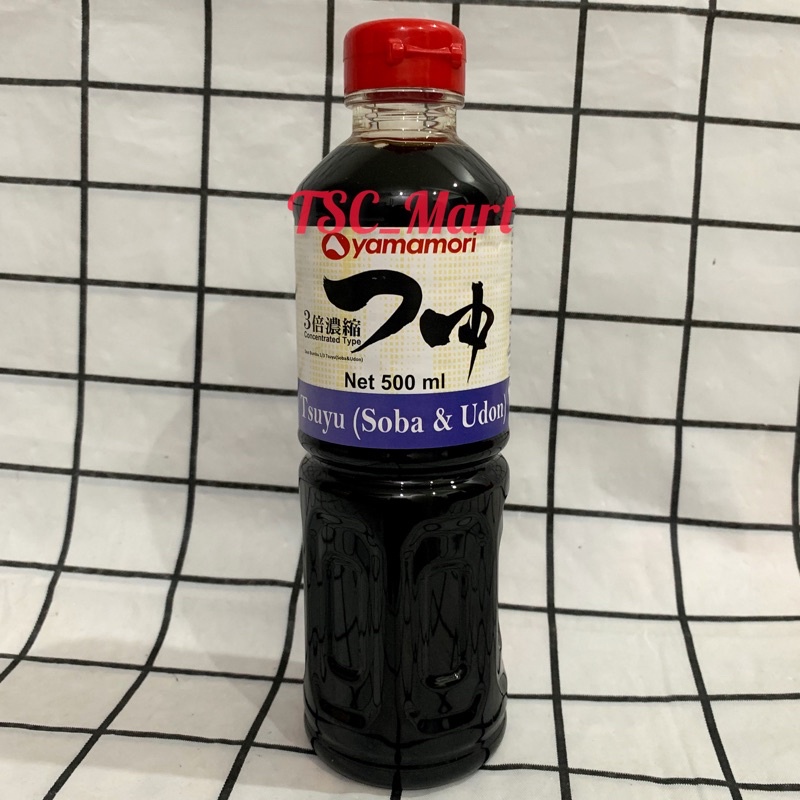 TSC_Mart
yamamori
つゆ
3倍濃縮
Concentrated Type
Net 500 ml
Tsuyu (Soba & Udon)